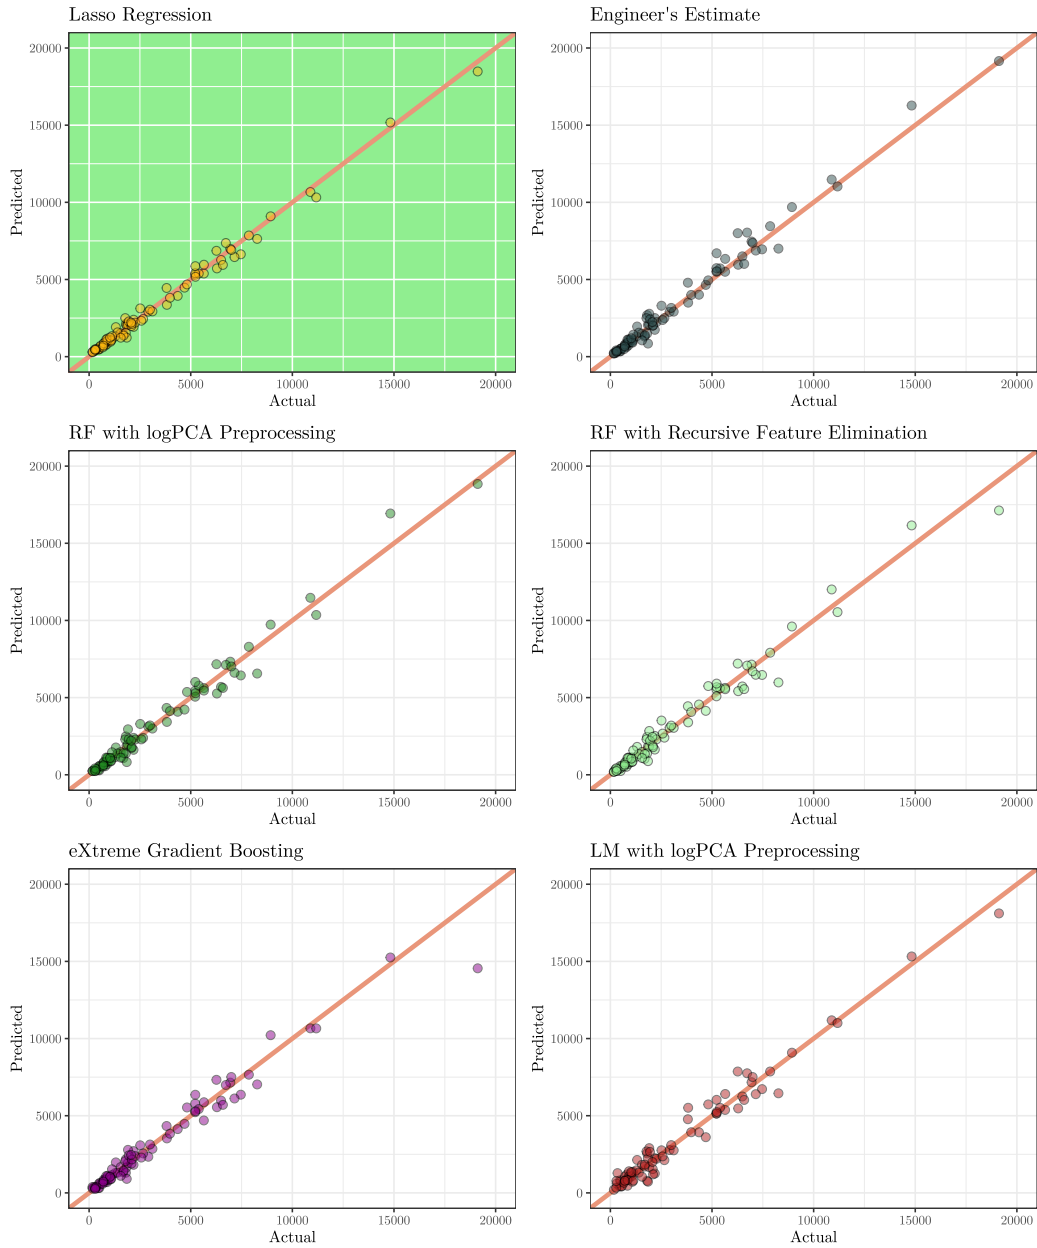 Lasso Regression
20000
15000
10000
5000
0
Predicted
0 5000 10000 15000 20000
Actual
Engineer's Estimate
20000
15000
10000
5000
0
Predicted
0 5000 10000 15000 20000
Actual
RF with logPCA Preprocessing
20000
15000
10000
5000
0
Predicted
0 5000 10000 15000 20000
Actual
RF with Recursive Feature Elimination
20000
15000
10000
5000
0
Predicted
0 5000 10000 15000 20000
Actual
eXtreme Gradient Boosting
20000
15000
10000
5000
0
Predicted
0 5000 10000 15000 20000
Actual
LM with logPCA Preprocessing
20000
15000
10000
5000
0
Predicted
0 5000 10000 15000 20000
Actual